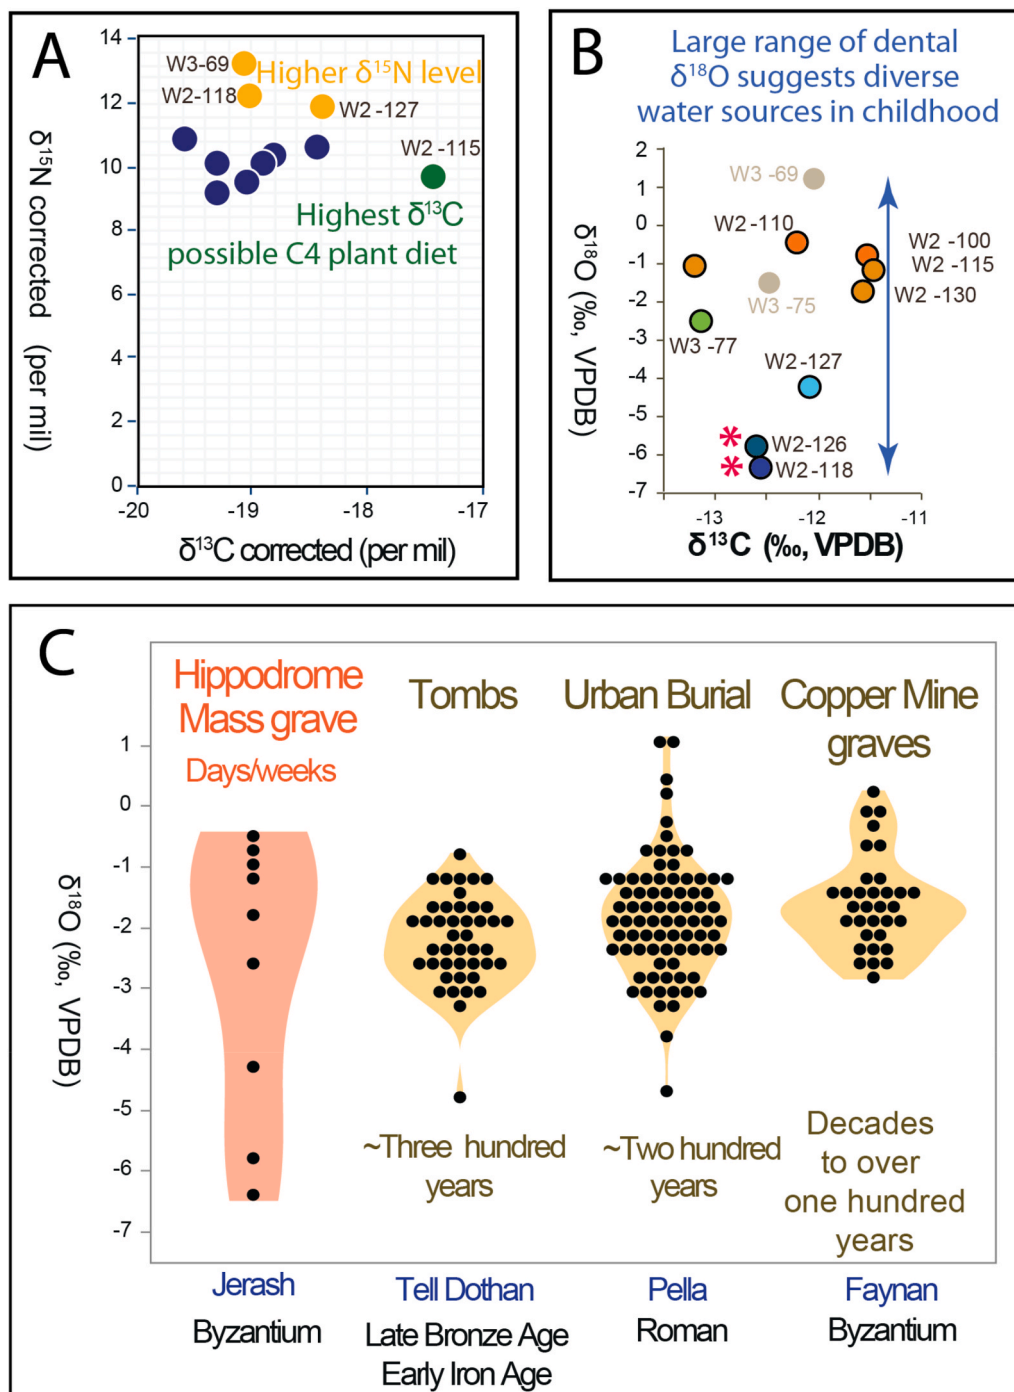 A
14
12
10
8
6
4
2
0
δ¹⁵N corrected (per mil)
W3-69
Higher δ¹⁵N level
W2-118
W2-127
W2-115
Highest δ¹³C
possible C4 plant diet
-20
-19
-18
-17
δ¹³C corrected (per mil)
B
Large range of dental
δ¹⁸O suggests diverse
water sources in childhood
2
1
0
-1
-2
-3
-4
-5
-6
-7
δ¹⁸O (‰, VPDB)
W3-69
W2-110
W2-100
W2-115
W2-130
W3-75
W3-77
W2-127
* W2-126
* W2-118
-13
-12
-11
δ¹³C (‰, VPDB)
C
Hippodrome
Mass grave
Days/weeks
Tombs
Urban Burial
Copper Mine
graves
1
0
-1
-2
-3
-4
-5
-6
-7
δ¹⁸O (‰, VPDB)
~Three hundred
years
~Two hundred
years
Decades
to over
one hundred
years
Jerash
Byzantium
Tell Dothan
Late Bronze Age
Early Iron Age
Pella
Roman
Faynan
Byzantium